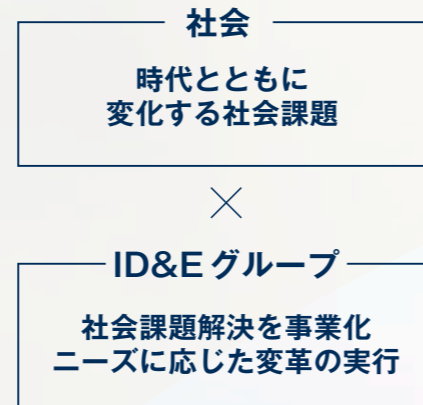 社会
時代とともに
変化する社会課題
×
ID&Eグループ
社会課題解決を事業化
ニーズに応じた変革の実行